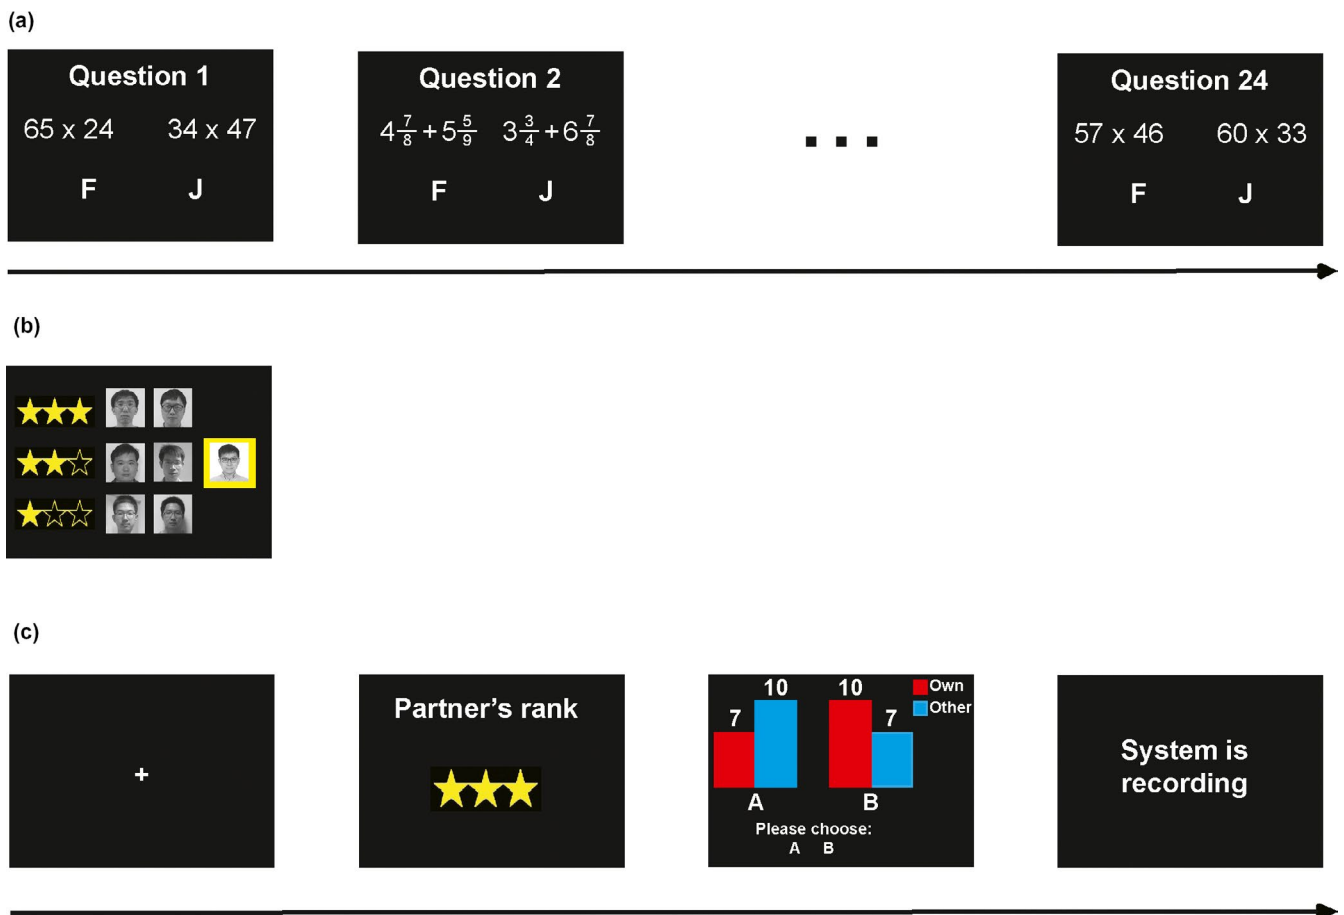 (a)
Question 1
65 x 24 34 x 47
F J
Question 2
4 7/8 + 5 5/9 3 3/4 + 6 7/8
F J
...
Question 24
57 x 46 60 x 33
F J
(b)
(c)
+
Partner's rank
7 10 10 7
Own
Other
A B
Please choose:
A B
System is
recording